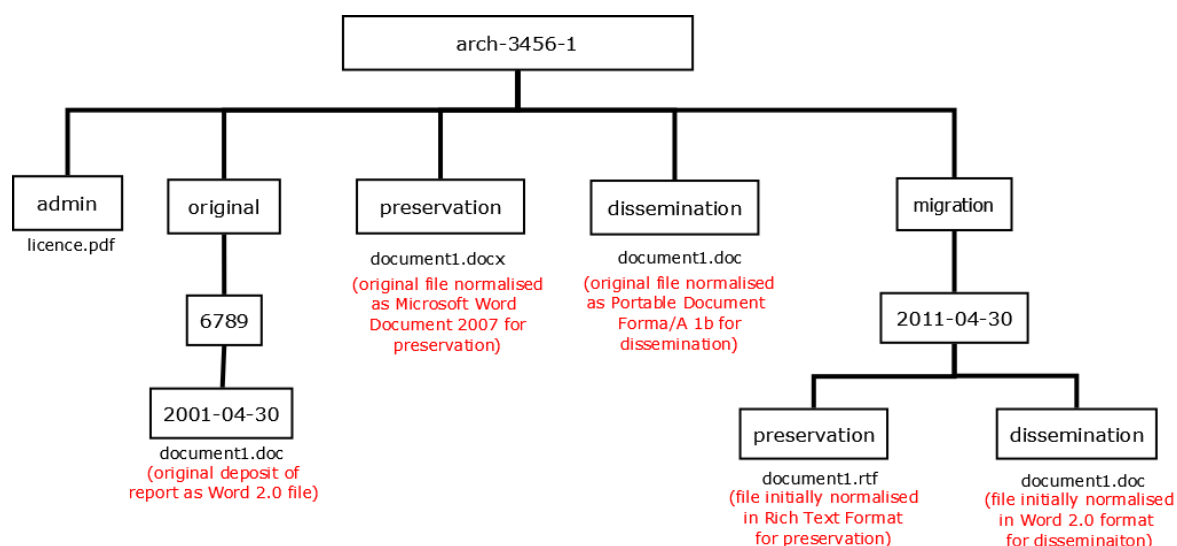 arch-3456-1
admin
licence.pdf
original
6789
2001-04-30
document1.doc
(original deposit of
report as Word 2.0 file)
preservation
document1.docx
(original file normalised
as Microsoft Word
Document 2007 for
preservation)
dissemination
document1.doc
(original file normalised
as Portable Document
Forma/A 1b for
dissemination)
migration
2011-04-30
preservation
document1.rtf
(file initially normalised
in Rich Text Format
for preservation)
dissemination
document1.doc
(file initially normalised
in Word 2.0 format
for disseminaiton)